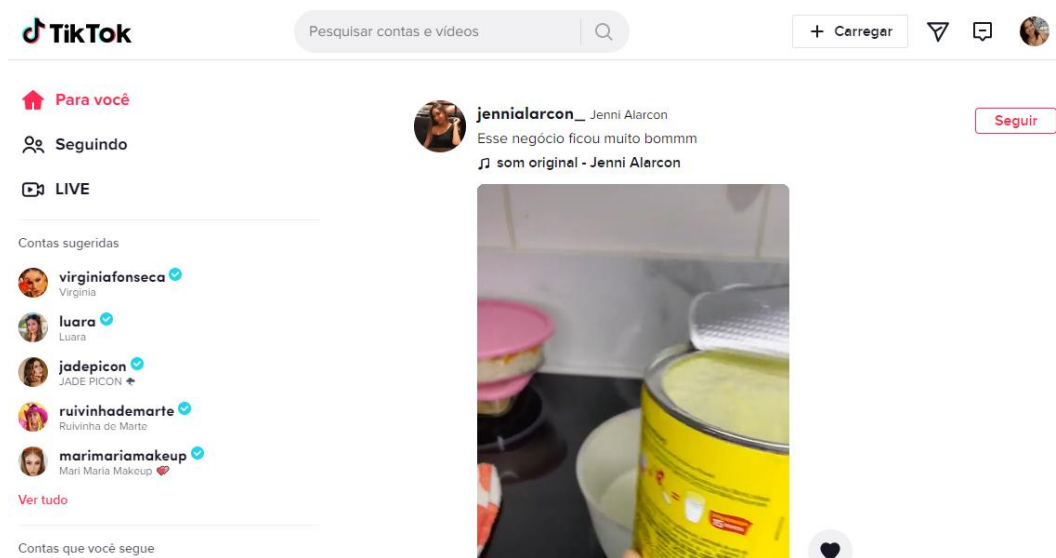 TikTok
Pesquisar contas e vídeos
+ Carregar
Para você
Seguindo
LIVE
Contas sugeridas
virginiafonseca
Virginia
luara
Luara
jadepicon
JADE PICON
ruivinhademarte
Ruivinha de Marte
marimariamakeup
Mari Maria Makeup
Ver tudo
Contas que você segue
jennialarcon_ Jenni Alarcon
Seguir
Esse negócio ficou muito bommm
som original - Jenni Alarcon